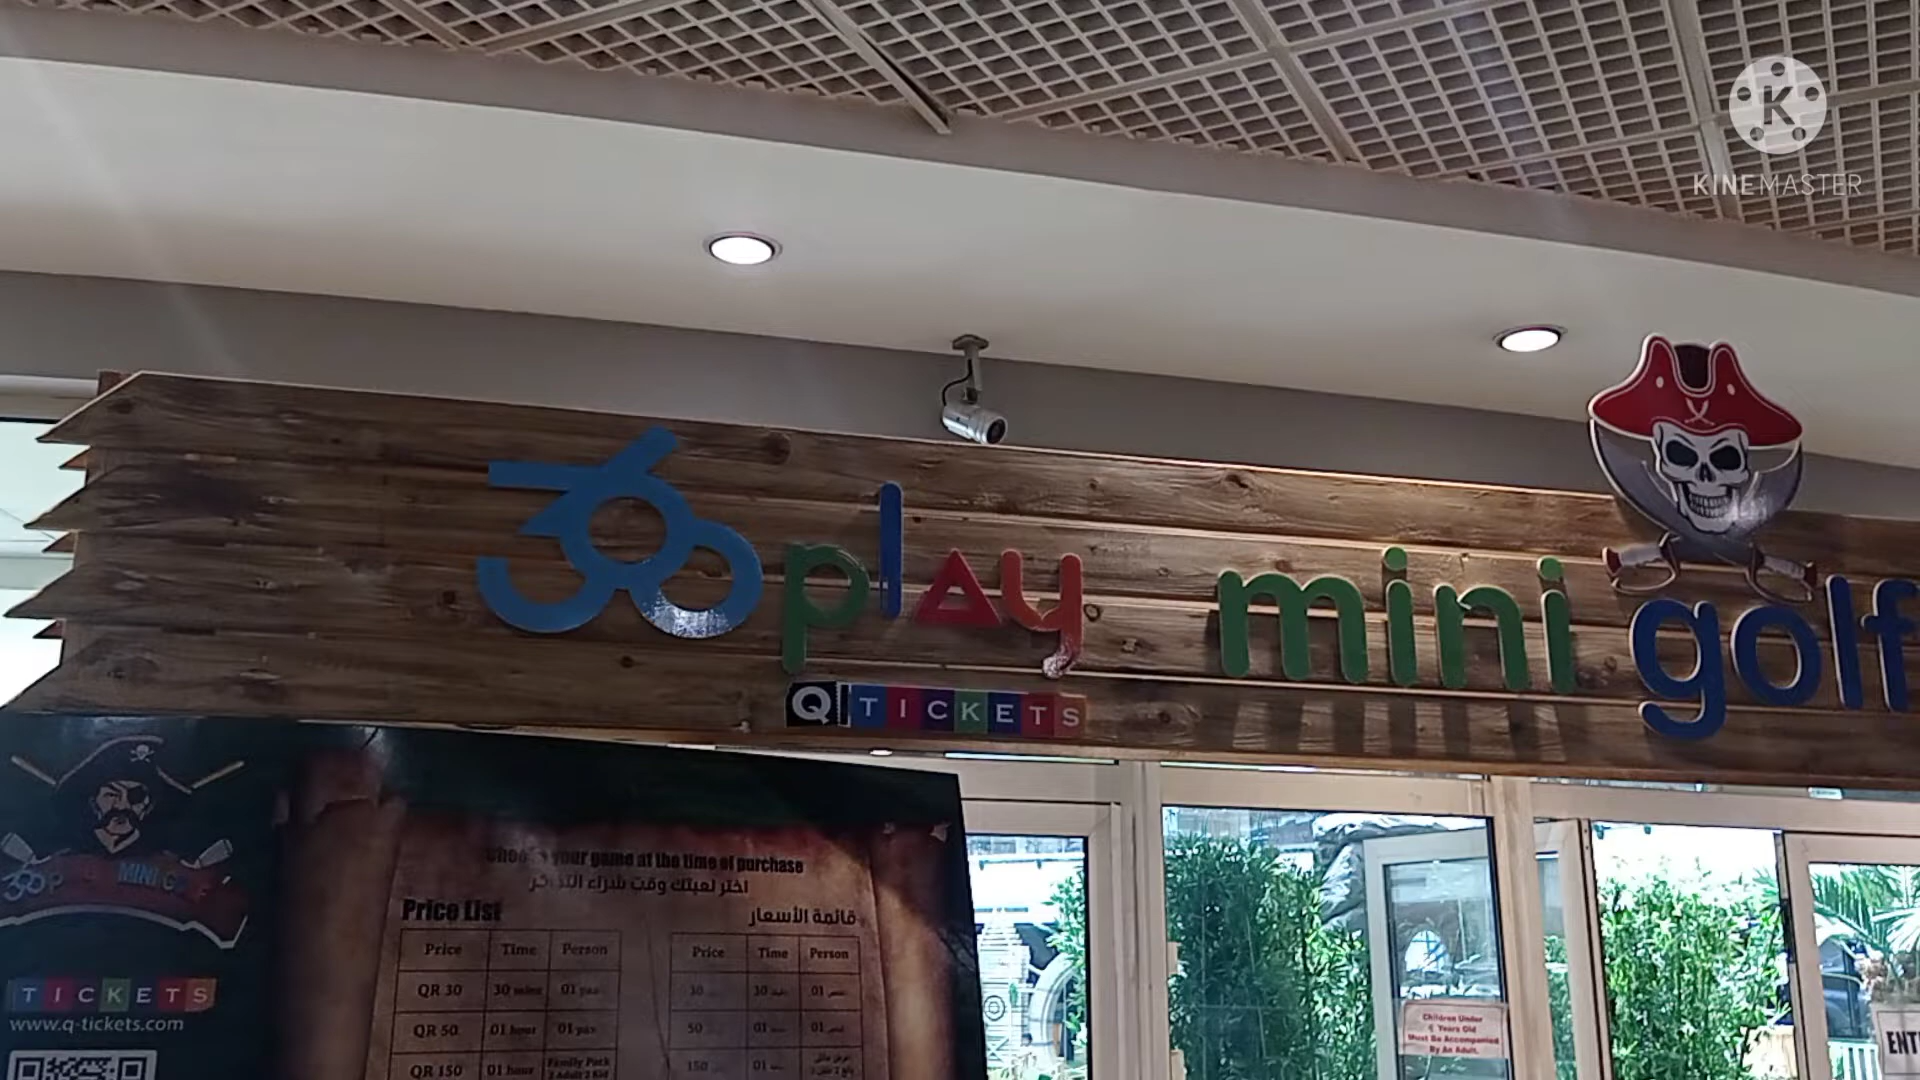 KINEMASTER
360 play mini golf
Q TICKETS
your game at the time of purchase
اختر لعبتك وقت شراء
Price List
قائمة الأسعار
Price Time Person
Price Time Person
QR 30 30 mins 01 pax
30 30 01
QR 50 01 hour 01 pax
50 01 01
QR 150 01 hour Family Pack
150 01
MINI
TICKETS
www.q-tickets.com
Children Under
Years Old
Must Be Accompanied
By An Adult.